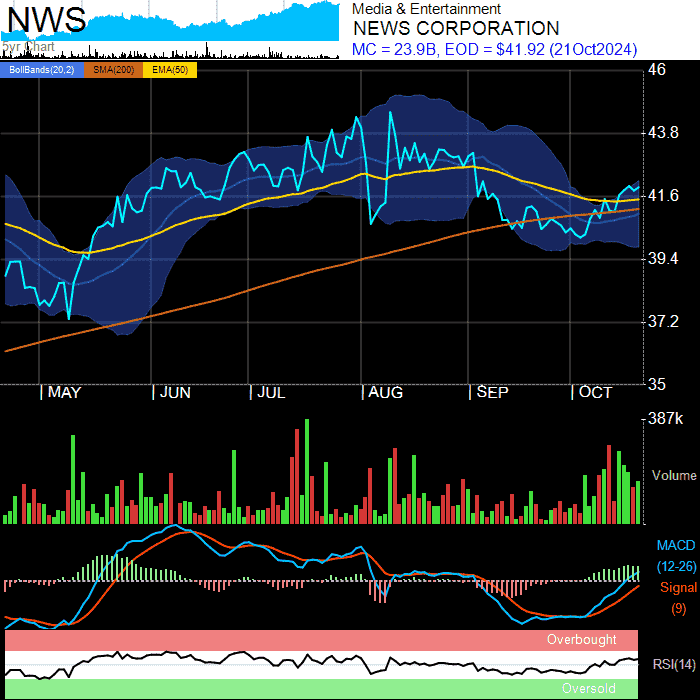 NWS
5yr Chart
Media & Entertainment
NEWS CORPORATION
MC = 23.9B, EOD = $41.92 (21Oct2024)
BollBands(20,2) SMA(200) EMA(50)
46
43.8
41.6
39.4
37.2
35
MAY JUN JUL AUG SEP OCT
387k
Volume
MACD
(12-26)
Signal
(9)
Overbought
RSI(14)
Oversold